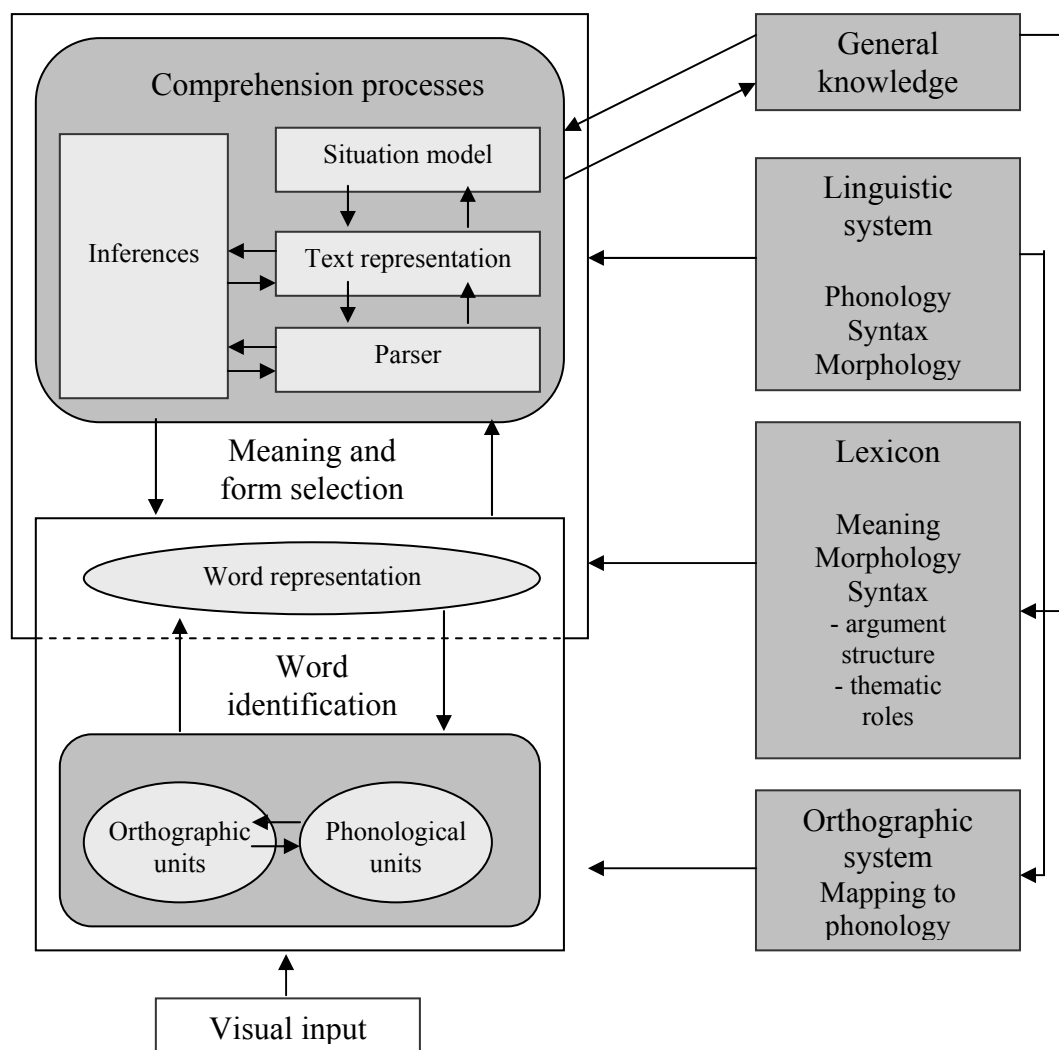 Comprehension processes
Situation model
Inferences
Text representation
Parser
Meaning and
form selection
Word representation
Word
identification
Orthographic
units
Phonological
units
Visual input
General
knowledge
Linguistic
system
Phonology
Syntax
Morphology
Lexicon
Meaning
Morphology
Syntax
- argument
structure
- thematic
roles
Orthographic
system
Mapping to
phonology